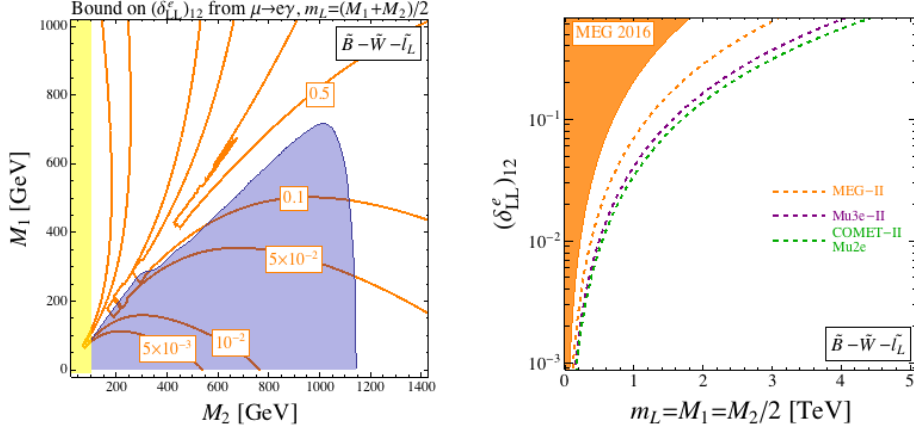 Bound on (δ^e_LL)_12 from μ→eγ, m_L=(M_1+M_2)/2
B̃−W̃−l̃_L
0.5
0.1
5×10^−2
10^−2
5×10^−3
1000
800
600
400
200
0
M_1 [GeV]
200 400 600 800 1000 1200 1400
M_2 [GeV]
MEG 2016
MEG−II
Mu3e−II
COMET−II
Mu2e
B̃−W̃−l̃_L
10^−1
10^−2
10^−3
(δ^e_LL)_12
0 1 2 3 4 5
m_L=M_1=M_2/2 [TeV]